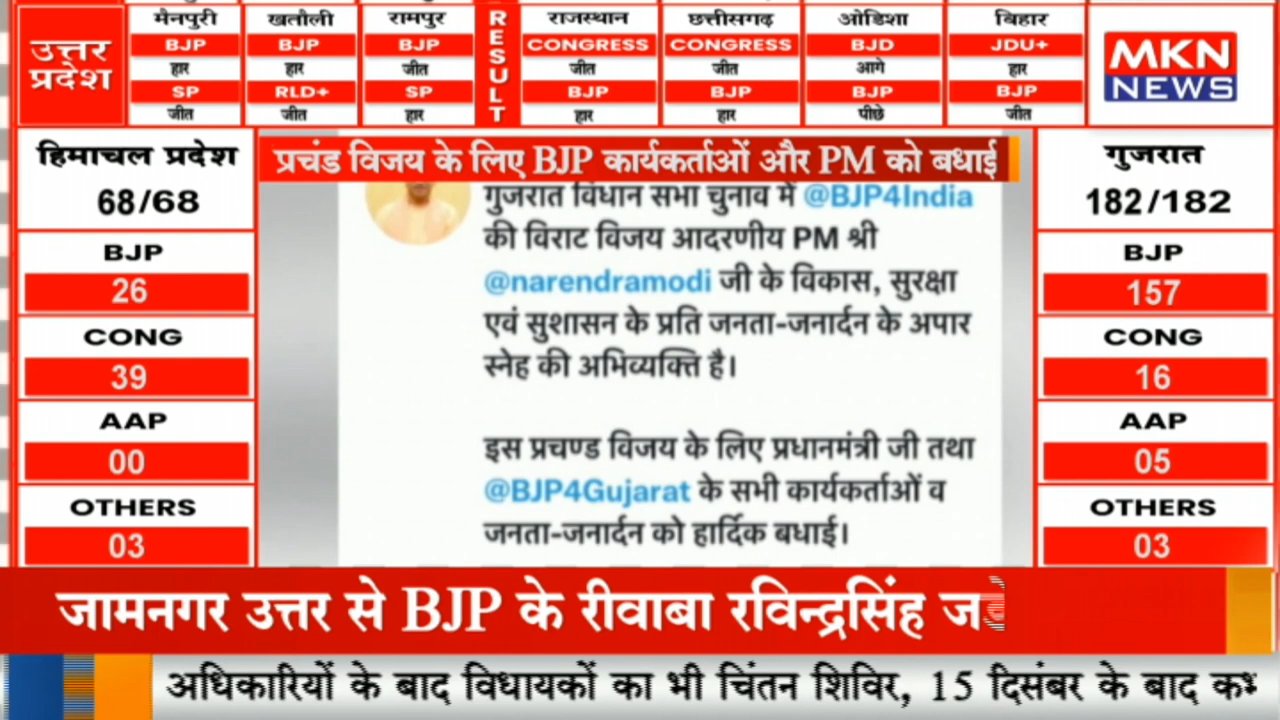 उत्तर
प्रदेश
मैनपुरी
BJP
हार
SP
जीत
खतौली
BJP
हार
RLD+
जीत
रामपुर
BJP
जीत
SP
हार
RESULT
राजस्थान
CONGRESS
जीत
BJP
हार
छत्तीसगढ़
CONGRESS
जीत
BJP
हार
ओडिशा
BJD
आगे
BJP
पीछे
बिहार
JDU+
हार
BJP
जीत
MKN
NEWS
हिमाचल प्रदेश
68/68
BJP
26
CONG
39
AAP
00
OTHERS
03
प्रचंड विजय के लिए BJP कार्यकर्ताओं और PM को बधाई
गुजरात विधान सभा चुनाव में @BJP4India
की विराट विजय आदरणीय PM श्री
@narendramodi जी के विकास, सुरक्षा
एवं सुशासन के प्रति जनता-जनार्दन के अपार
स्नेह की अभिव्यक्ति है।
इस प्रचण्ड विजय के लिए प्रधानमंत्री जी तथा
@BJP4Gujarat के सभी कार्यकर्ताओं व
जनता-जनार्दन को हार्दिक बधाई।
गुजरात
182/182
BJP
157
CONG
16
AAP
05
OTHERS
03
जामनगर उत्तर से BJP के रीवाबा रविन्द्रसिंह
अधिकारियों के बाद विधायकों का भी चिंतन शिविर, 15 दिसंबर के बाद